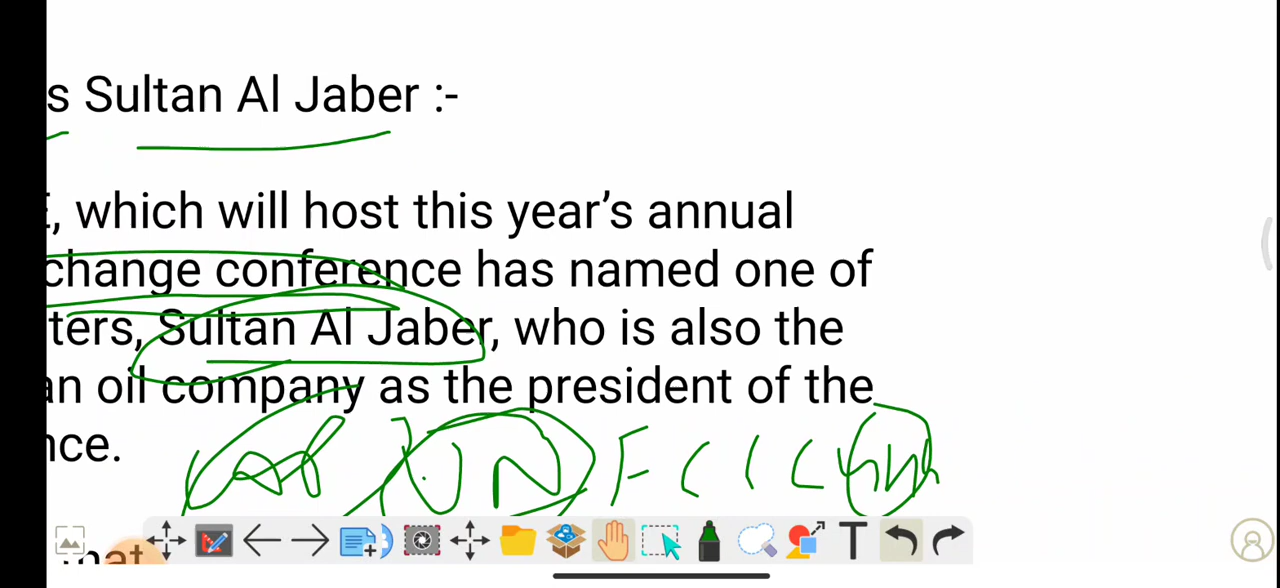 s Sultan Al Jaber :-
E, which will host this year’s annual
change conference has named one of
ters, Sultan Al Jaber, who is also the
an oil company as the president of the
nce.
UNFCCC
hat
T